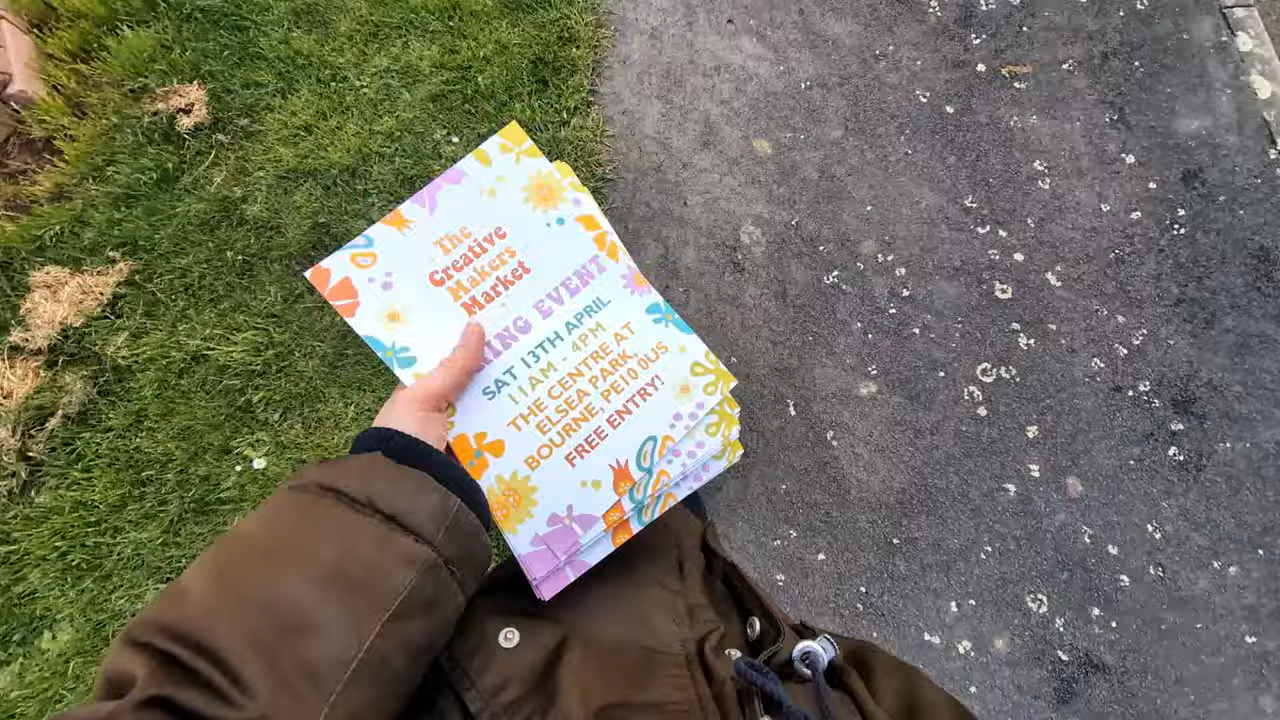 The
Creative
Makers
Market
RING EVENT
SAT 13TH APRIL
11AM - 4PM
THE CENTRE AT
ELSEA PARK,
BOURNE, PE10 0US
FREE ENTRY!